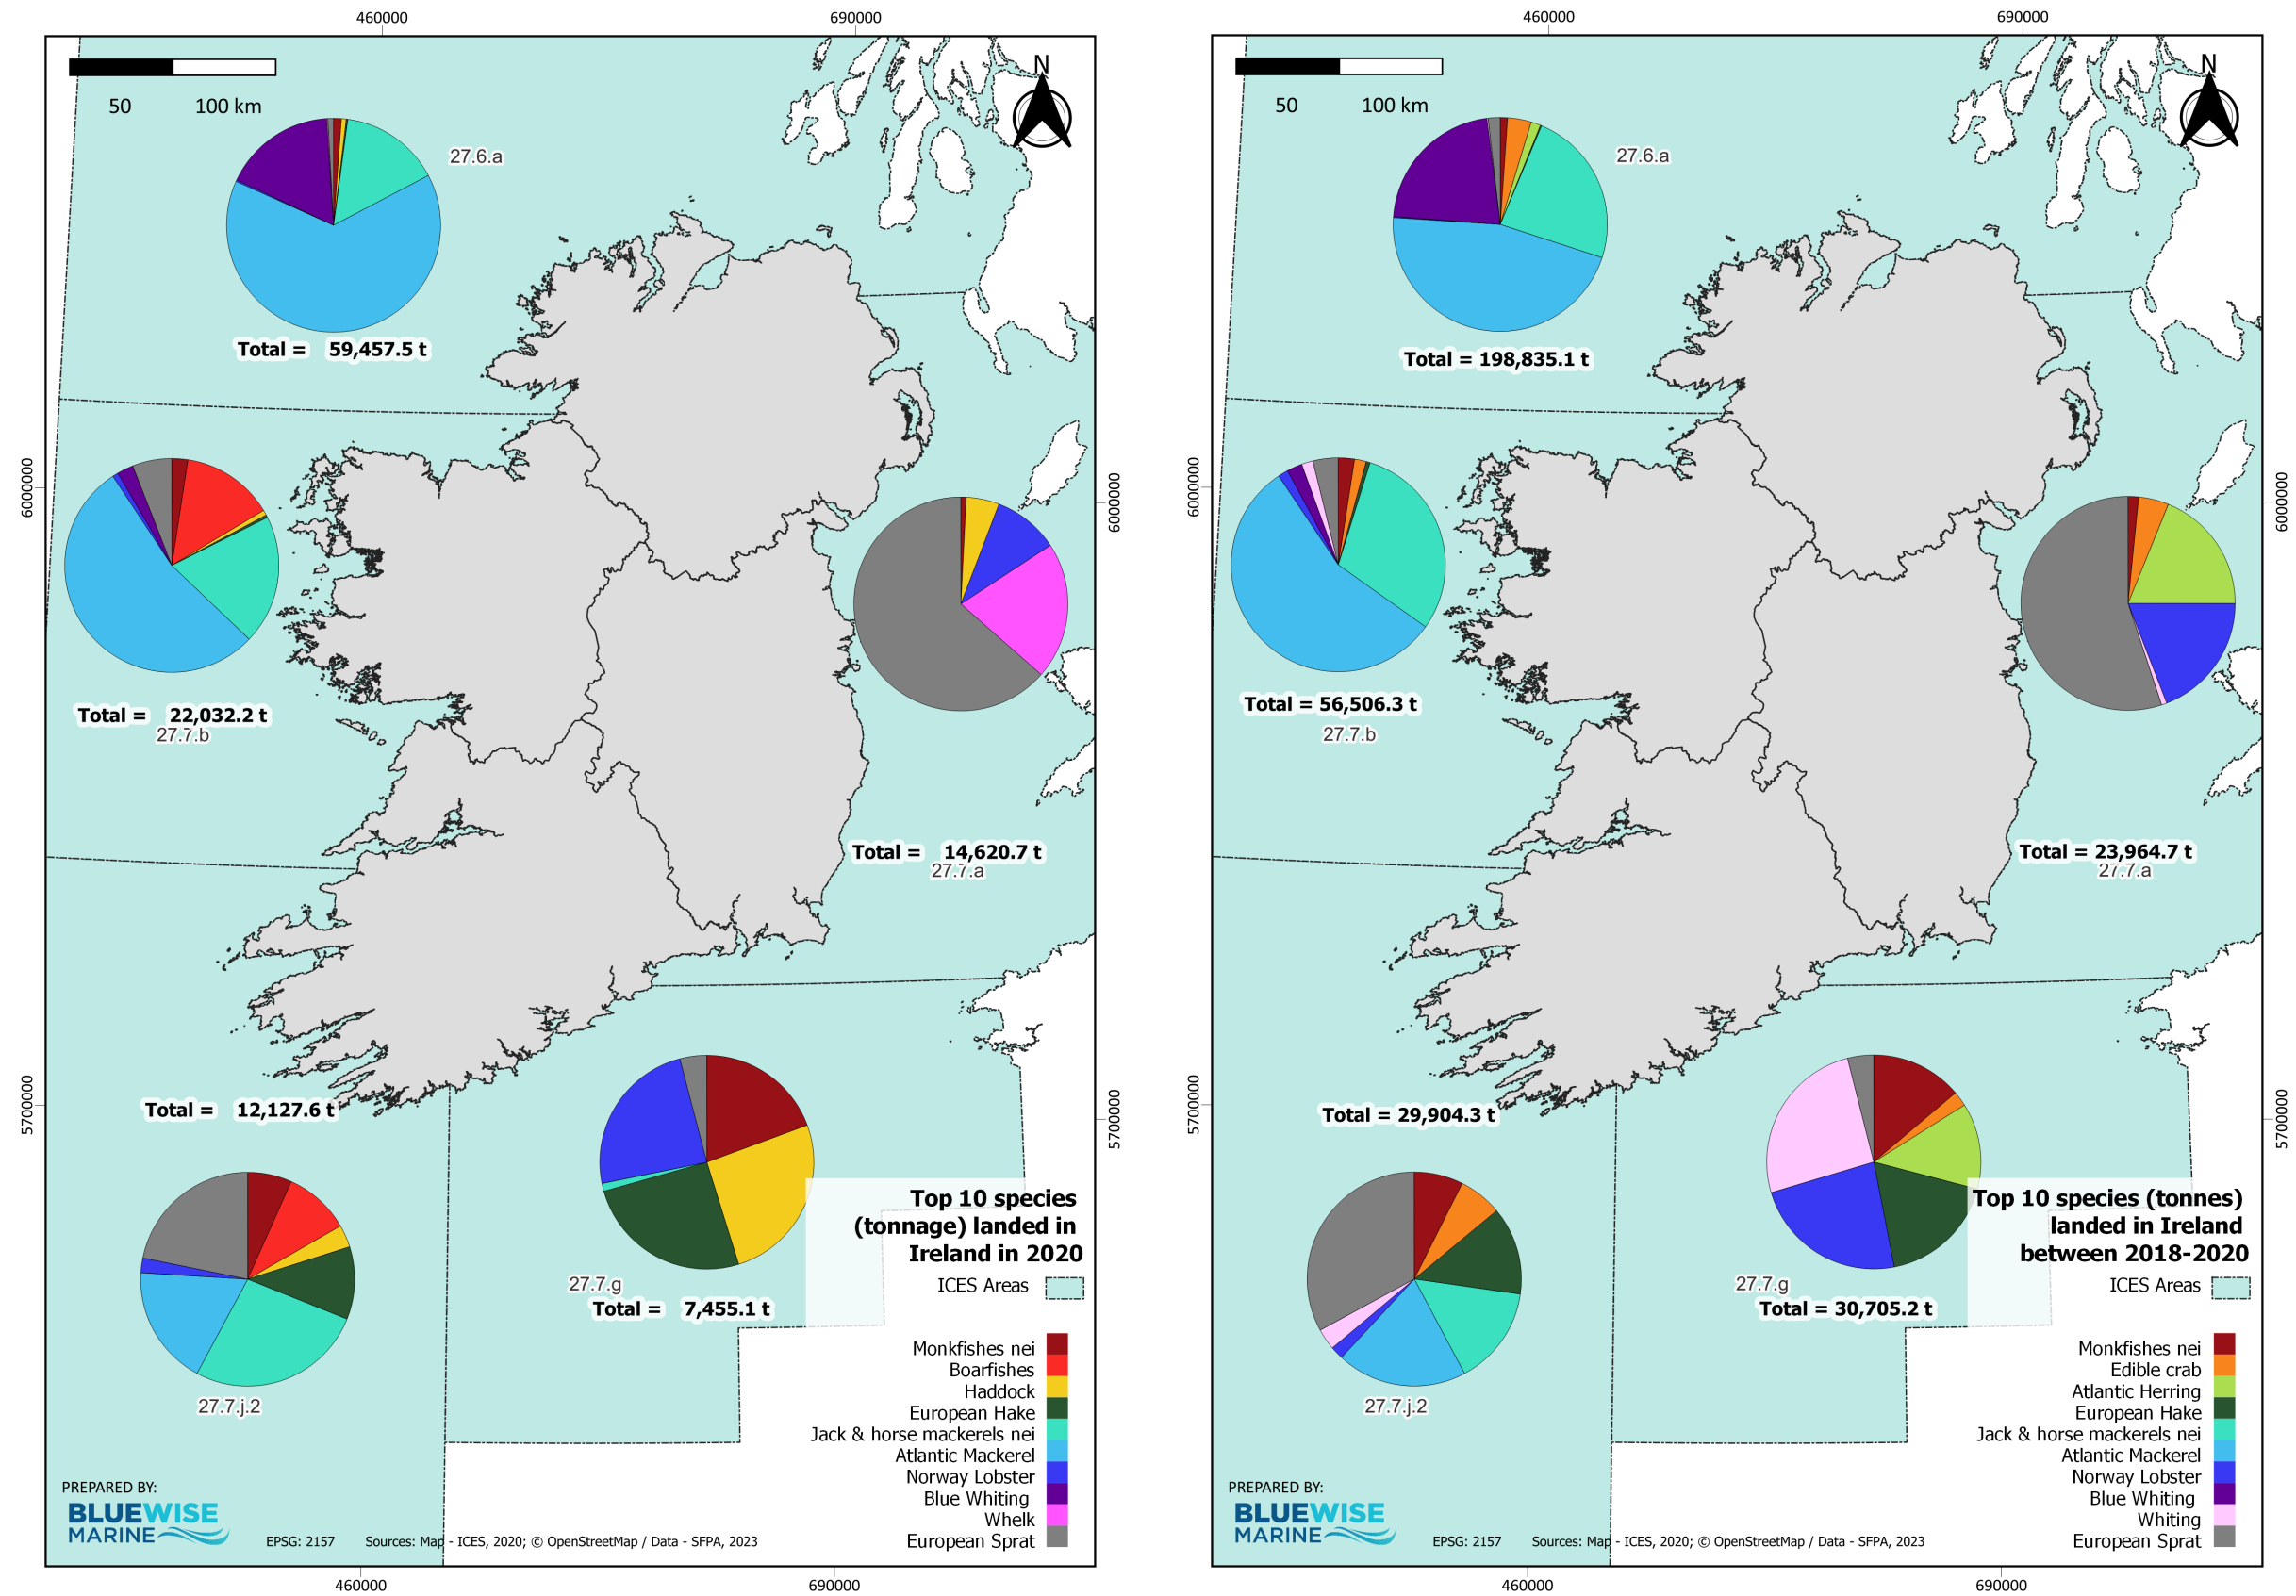 460000
690000
50
100 km
N
27.6.a
Total = 59,457.5 t
6000000
6000000
Total = 22,032.2 t
27.7.b
Total = 14,620.7 t
27.7.a
5700000
5700000
Total = 12,127.6 t
27.7.j.2
27.7.g
Total = 7,455.1 t
Top 10 species
(tonnage) landed in
Ireland in 2020
ICES Areas
Monkfishes nei
Boarfishes
Haddock
European Hake
Jack & horse mackerels nei
Atlantic Mackerel
Norway Lobster
Blue Whiting
Whelk
European Sprat
PREPARED BY:
BLUEWISE
MARINE
EPSG: 2157
Sources: Map - ICES, 2020; © OpenStreetMap / Data - SFPA, 2023
460000
690000
460000
690000
50
100 km
N
27.6.a
Total = 198,835.1 t
6000000
6000000
Total = 56,506.3 t
27.7.b
Total = 23,964.7 t
27.7.a
5700000
5700000
Total = 29,904.3 t
27.7.j.2
27.7.g
Total = 30,705.2 t
Top 10 species (tonnes)
landed in Ireland
between 2018-2020
ICES Areas
Monkfishes nei
Edible crab
Atlantic Herring
European Hake
Jack & horse mackerels nei
Atlantic Mackerel
Norway Lobster
Blue Whiting
Whiting
European Sprat
PREPARED BY:
BLUEWISE
MARINE
EPSG: 2157
Sources: Map - ICES, 2020; © OpenStreetMap / Data - SFPA, 2023
460000
690000